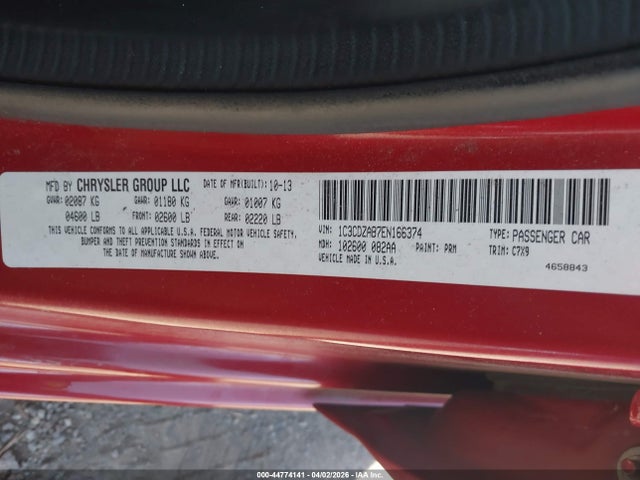 MFD BY CHRYSLER GROUP LLC DATE OF MFR(BUILT): 10-13
GVWR: 02087 KG GAWR: 01180 KG GAWR: 01007 KG
04600 LB FRONT: 02600 LB REAR: 02220 LB
THIS VEHICLE CONFORMS TO ALL APPLICABLE U.S.A. FEDERAL MOTOR VEHICLE SAFETY,
BUMPER AND THEFT PREVENTION STANDARDS IN EFFECT ON
THE DATE OF MANUFACTURE SHOWN ABOVE.
VIN: 1C3CDZAB7EN166374 TYPE: PASSENGER CAR
MDH: 102600 082AA PAINT: PRM TRIM: C7X9
VEHICLE MADE IN U.S.A.
4658843
000-44774141 - 04/02/2026 - IAAI.COM